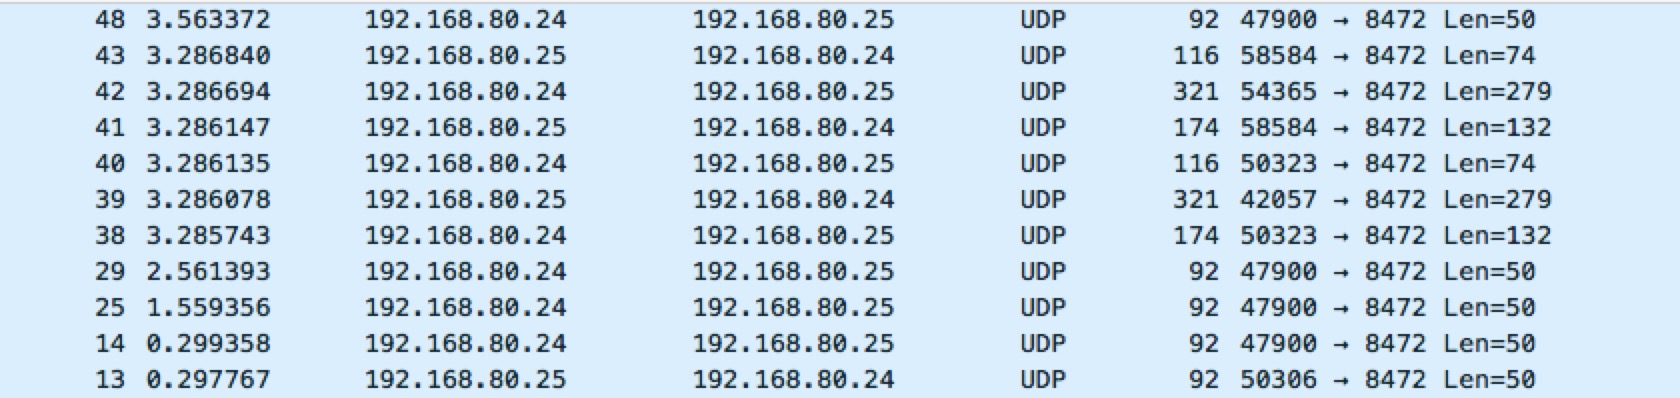 48 3.563372 192.168.80.24 192.168.80.25 UDP 92 47900 → 8472 Len=50
43 3.286840 192.168.80.25 192.168.80.24 UDP 116 58584 → 8472 Len=74
42 3.286694 192.168.80.24 192.168.80.25 UDP 321 54365 → 8472 Len=279
41 3.286147 192.168.80.25 192.168.80.24 UDP 174 58584 → 8472 Len=132
40 3.286135 192.168.80.24 192.168.80.25 UDP 116 50323 → 8472 Len=74
39 3.286078 192.168.80.25 192.168.80.24 UDP 321 42057 → 8472 Len=279
38 3.285743 192.168.80.24 192.168.80.25 UDP 174 50323 → 8472 Len=132
29 2.561393 192.168.80.24 192.168.80.25 UDP 92 47900 → 8472 Len=50
25 1.559356 192.168.80.24 192.168.80.25 UDP 92 47900 → 8472 Len=50
14 0.299358 192.168.80.24 192.168.80.25 UDP 92 47900 → 8472 Len=50
13 0.297767 192.168.80.25 192.168.80.24 UDP 92 50306 → 8472 Len=50